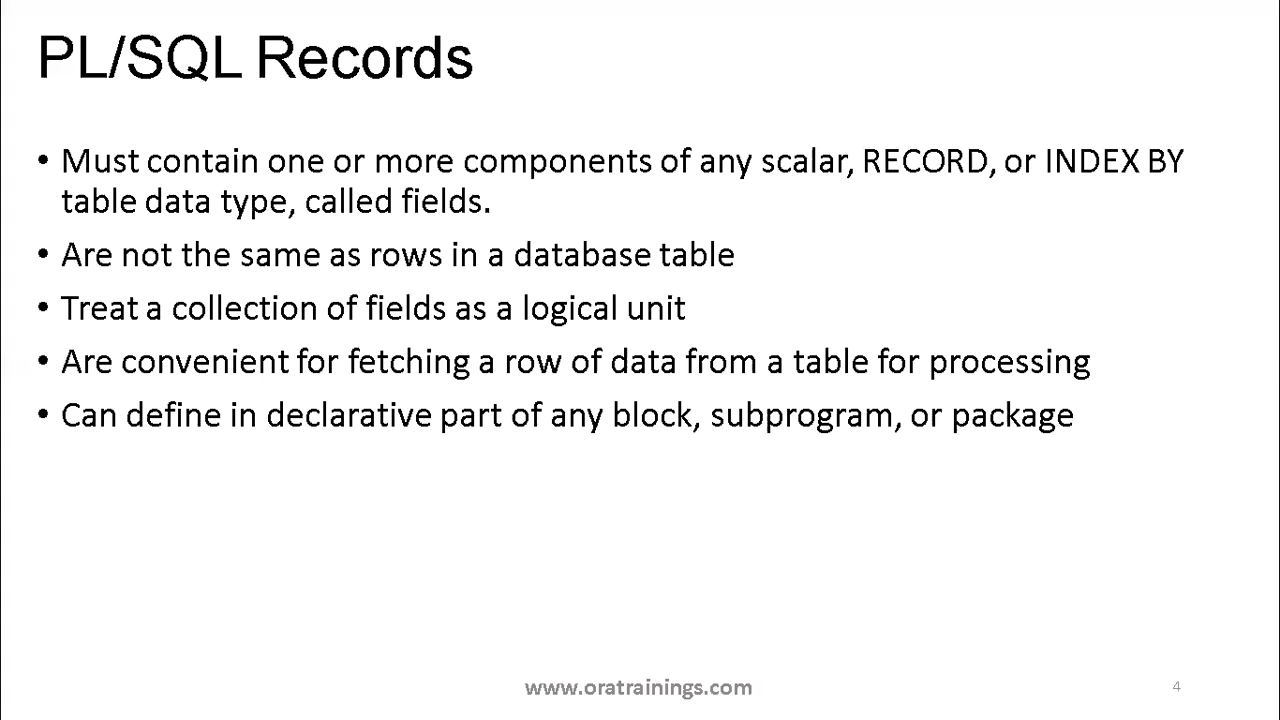 PL/SQL Records
• Must contain one or more components of any scalar, RECORD, or INDEX BY
table data type, called fields.
• Are not the same as rows in a database table
• Treat a collection of fields as a logical unit
• Are convenient for fetching a row of data from a table for processing
• Can define in declarative part of any block, subprogram, or package
www.oratrainings.com
4